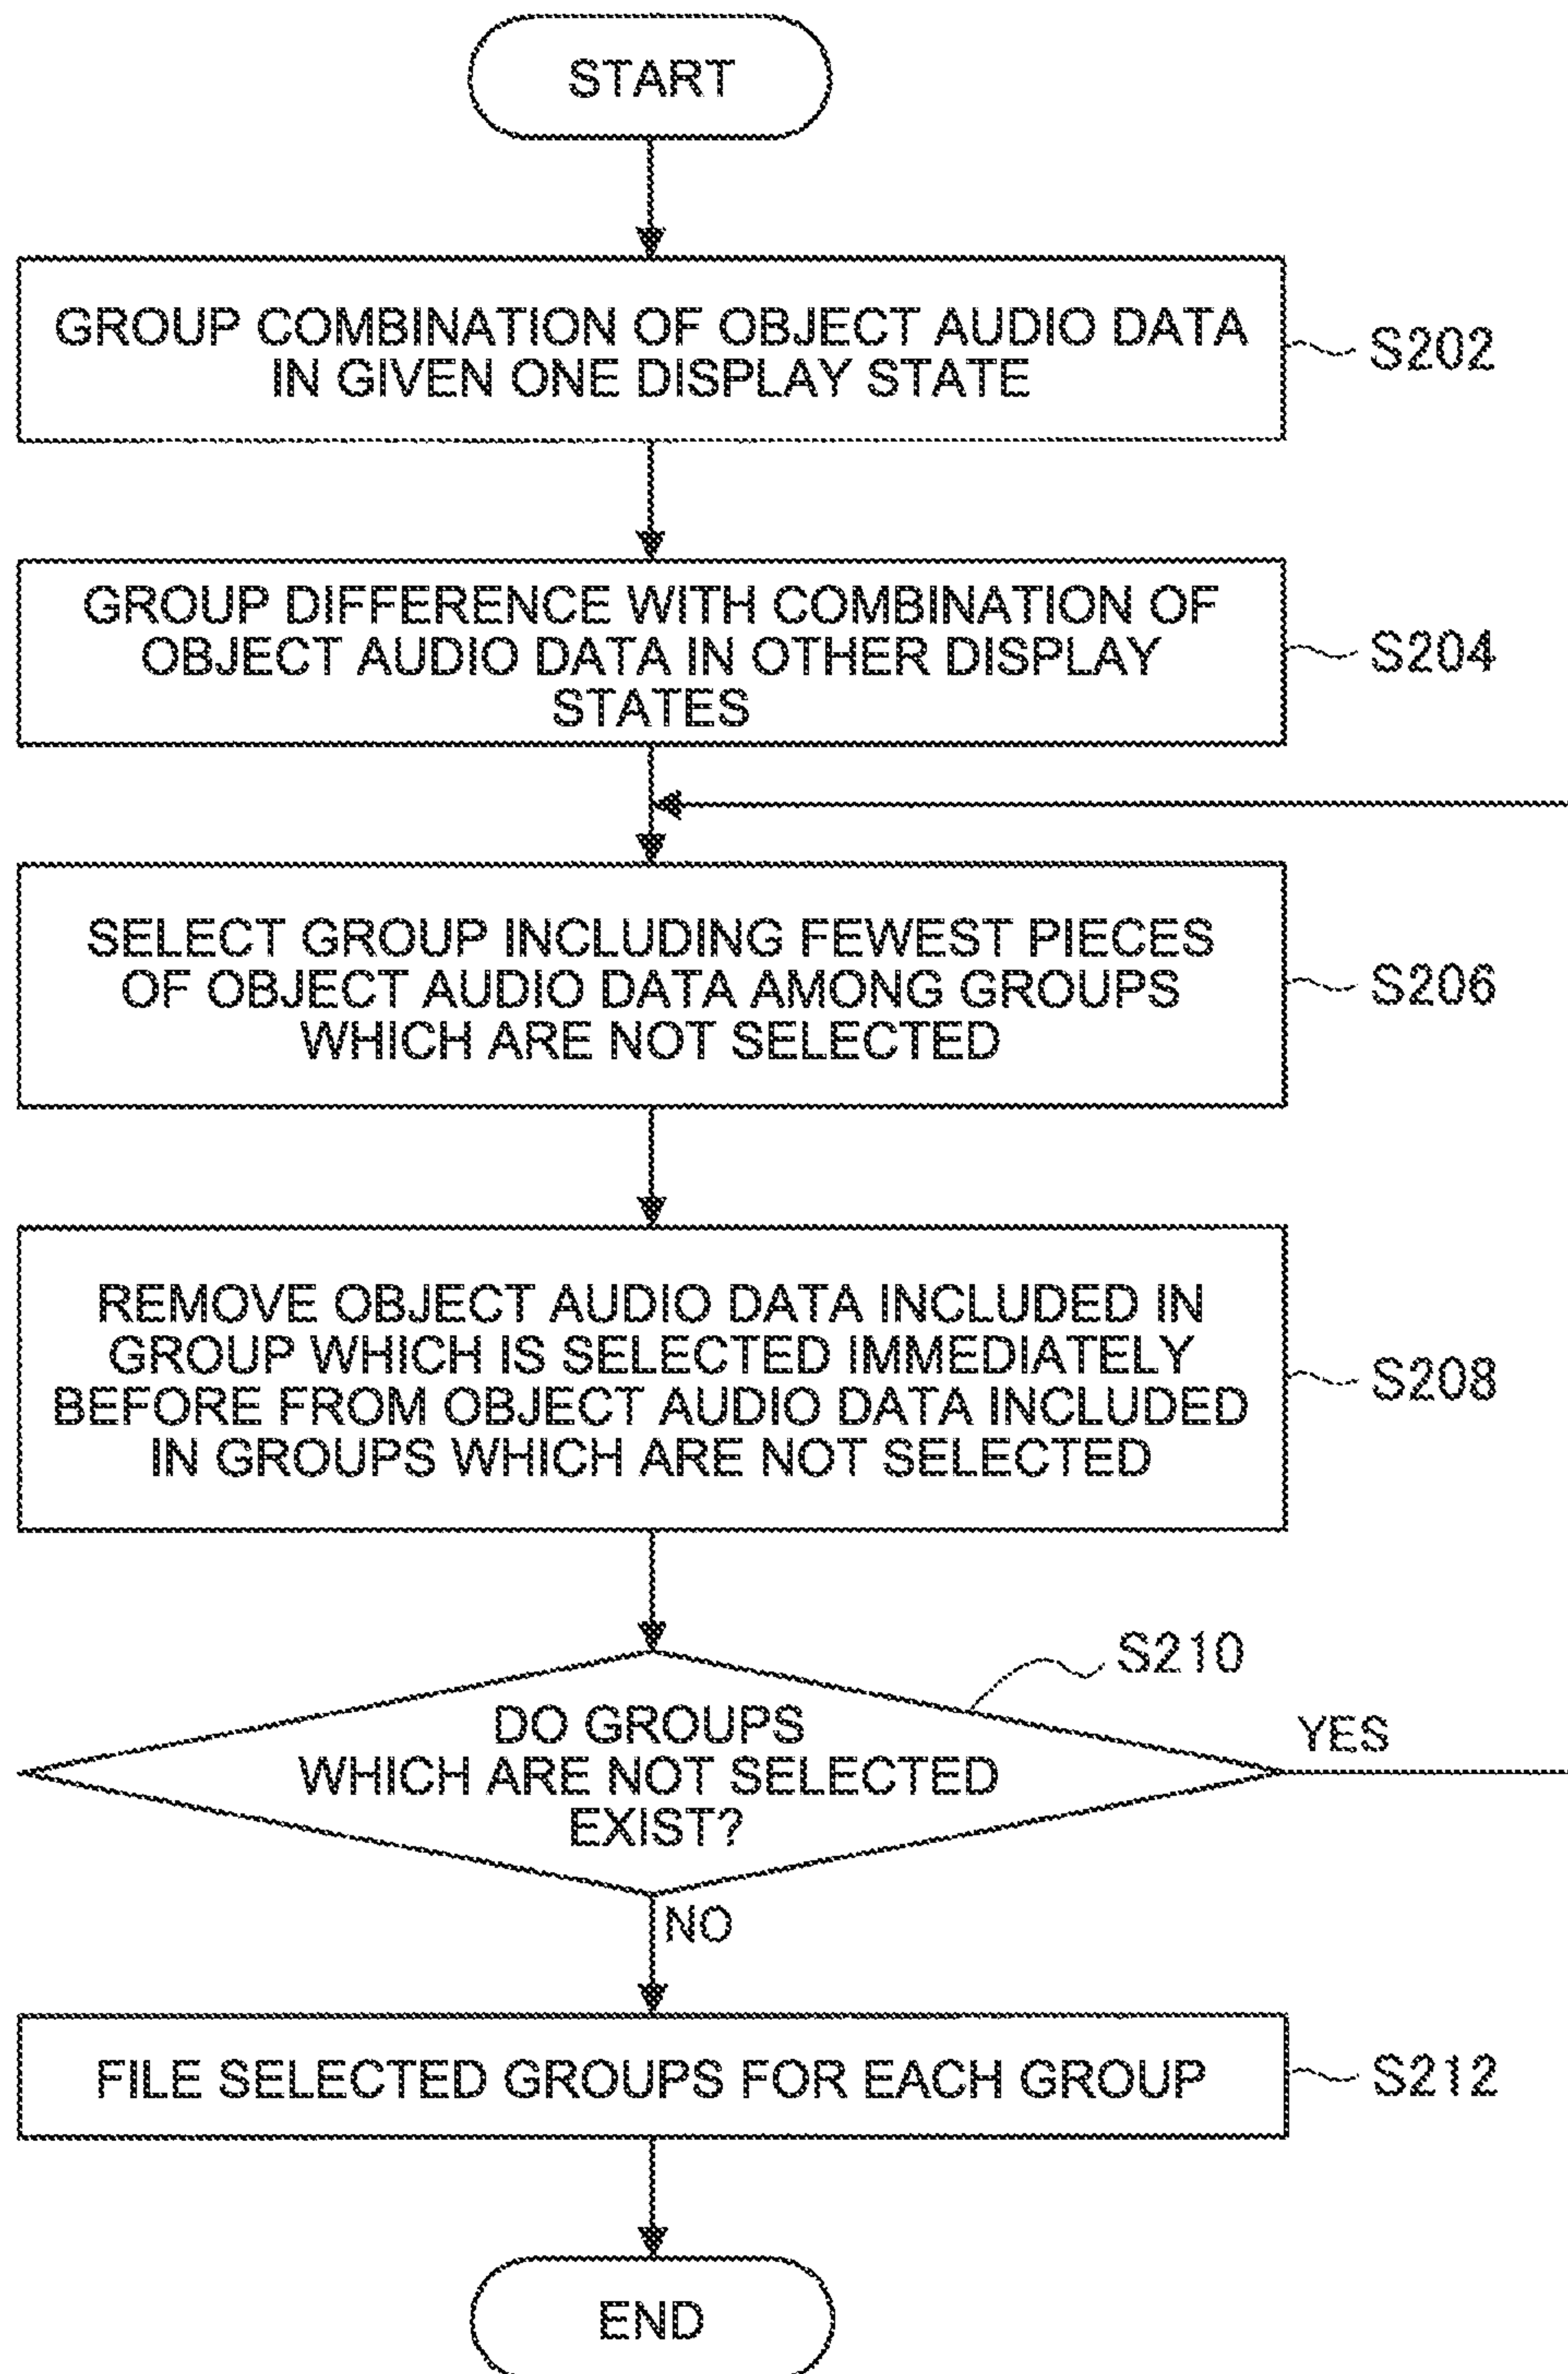 START
GROUP COMBINATION OF OBJECT AUDIO DATA
IN GIVEN ONE DISPLAY STATE
S202
GROUP DIFFERENCE WITH COMBINATION OF
OBJECT AUDIO DATA IN OTHER DISPLAY
STATES
S204
SELECT GROUP INCLUDING FEWEST PIECES
OF OBJECT AUDIO DATA AMONG GROUPS
WHICH ARE NOT SELECTED
S206
REMOVE OBJECT AUDIO DATA INCLUDED IN
GROUP WHICH IS SELECTED IMMEDIATELY
BEFORE FROM OBJECT AUDIO DATA INCLUDED
IN GROUPS WHICH ARE NOT SELECTED
S208
S210
DO GROUPS
WHICH ARE NOT SELECTED
EXIST?
YES
NO
FILE SELECTED GROUPS FOR EACH GROUP
S212
END